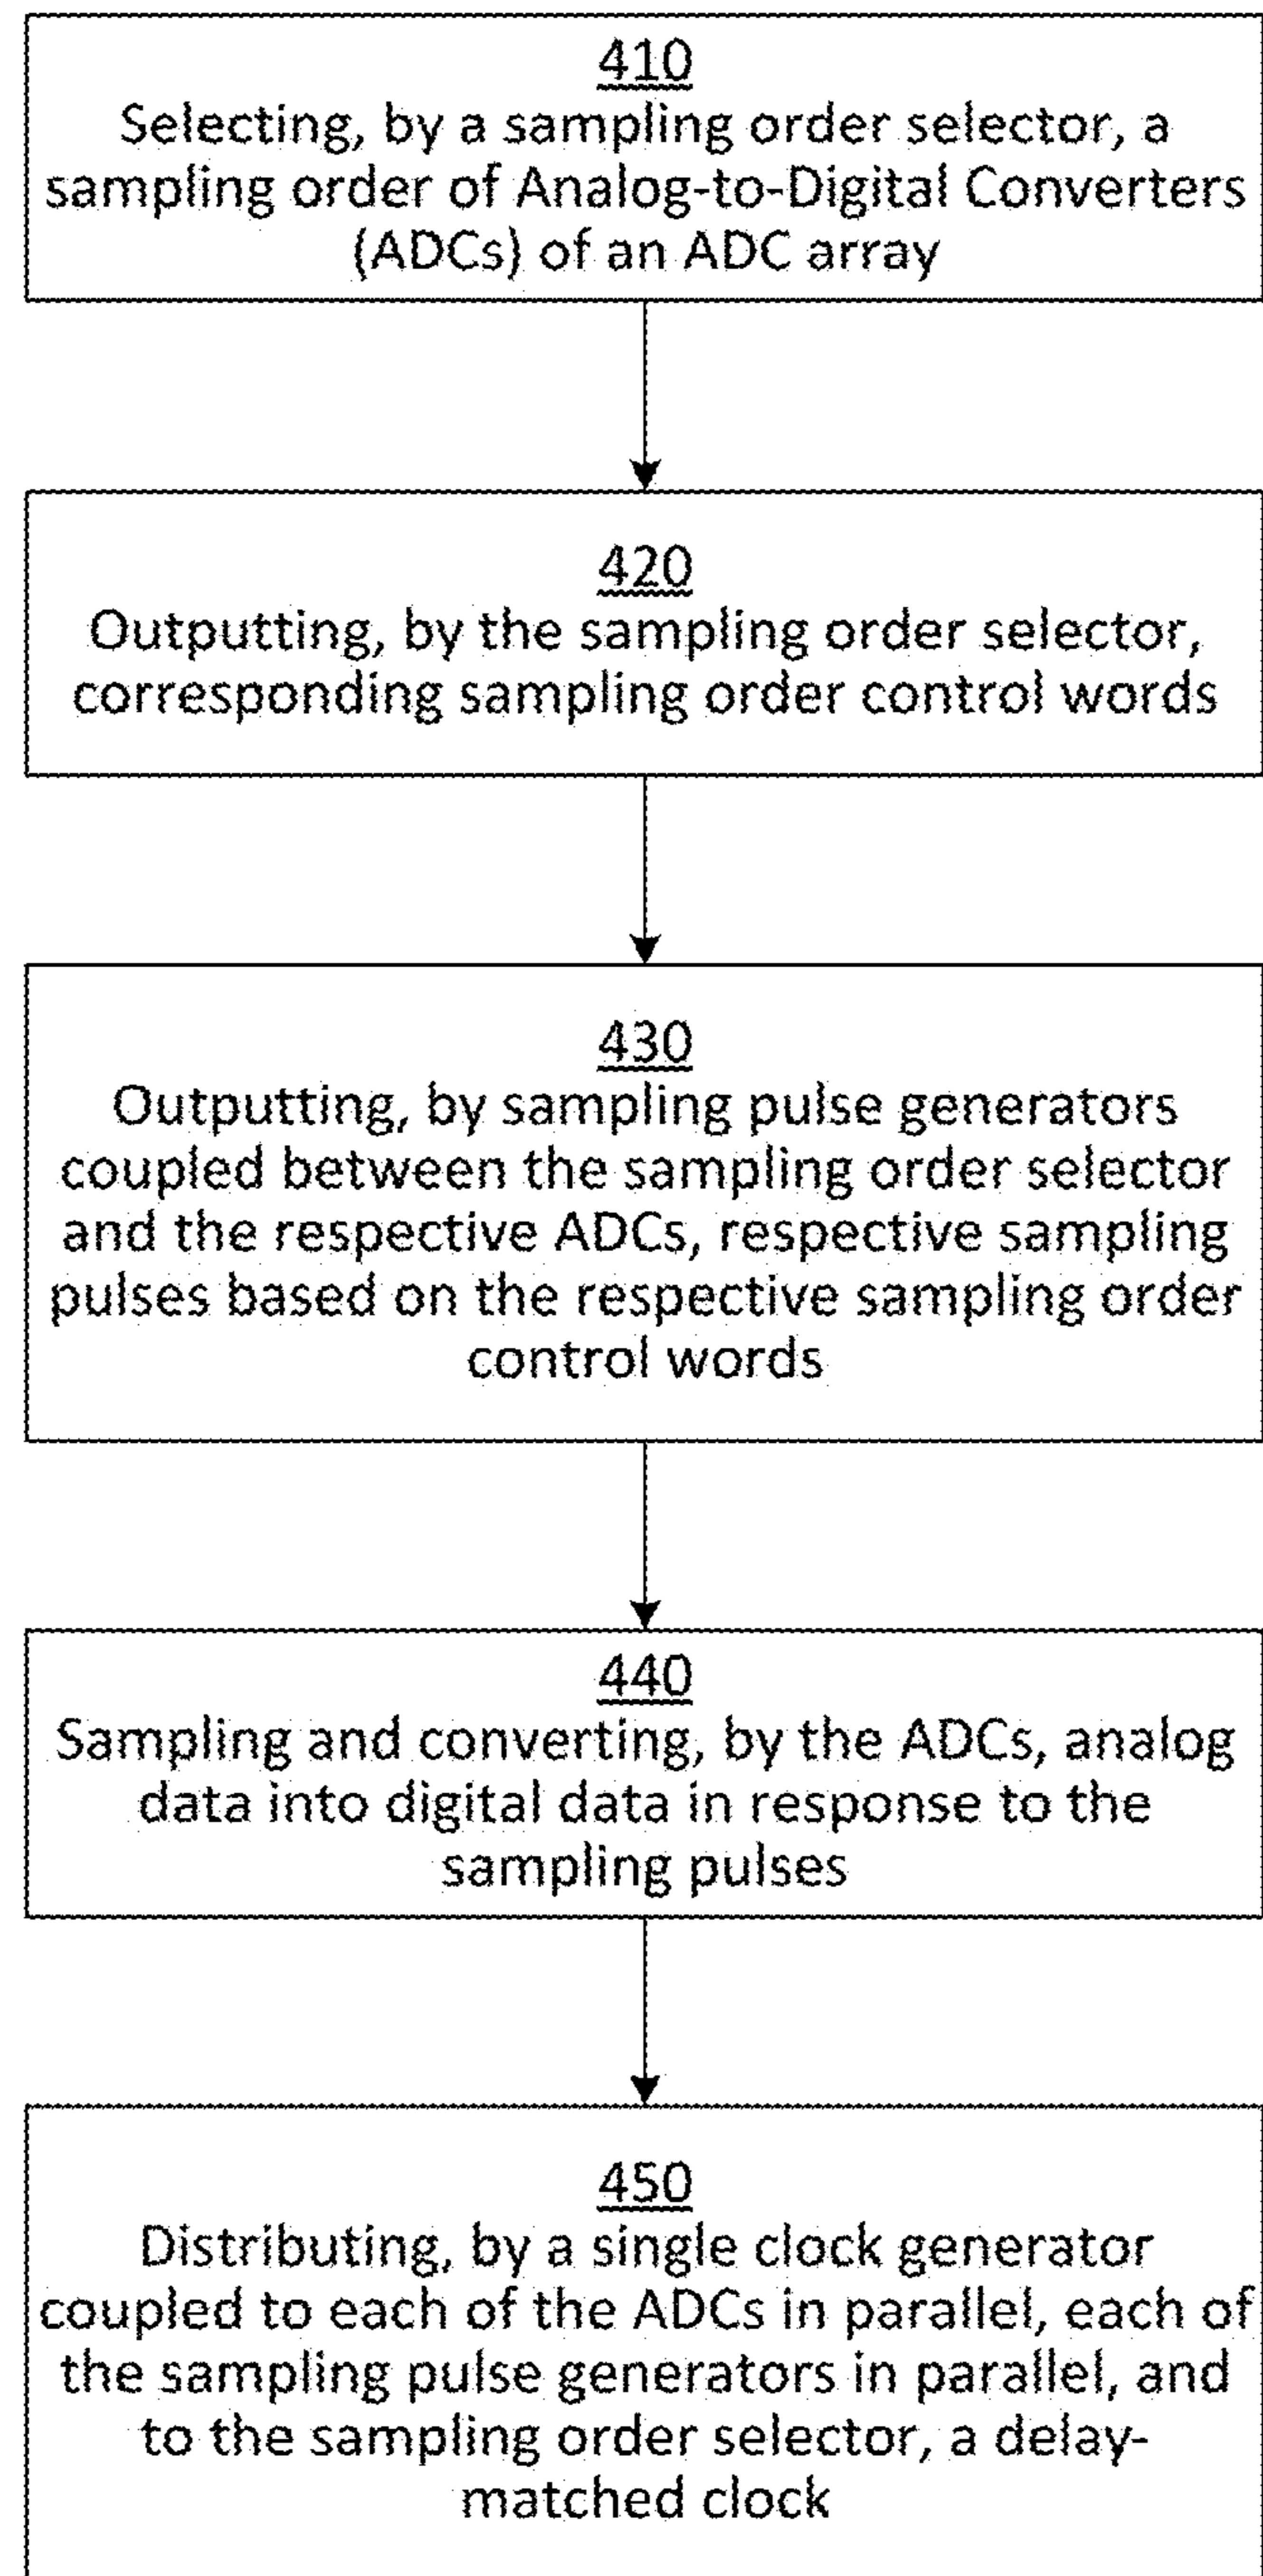 410
Selecting, by a sampling order selector, a
sampling order of Analog-to-Digital Converters
(ADCs) of an ADC array
420
Outputting, by the sampling order selector,
corresponding sampling order control words
430
Outputting, by sampling pulse generators
coupled between the sampling order selector
and the respective ADCs, respective sampling
pulses based on the respective sampling order
control words
440
Sampling and converting, by the ADCs, analog
data into digital data in response to the
sampling pulses
450
Distributing, by a single clock generator
coupled to each of the ADCs in parallel, each of
the sampling pulse generators in parallel, and
to the sampling order selector, a delay-
matched clock